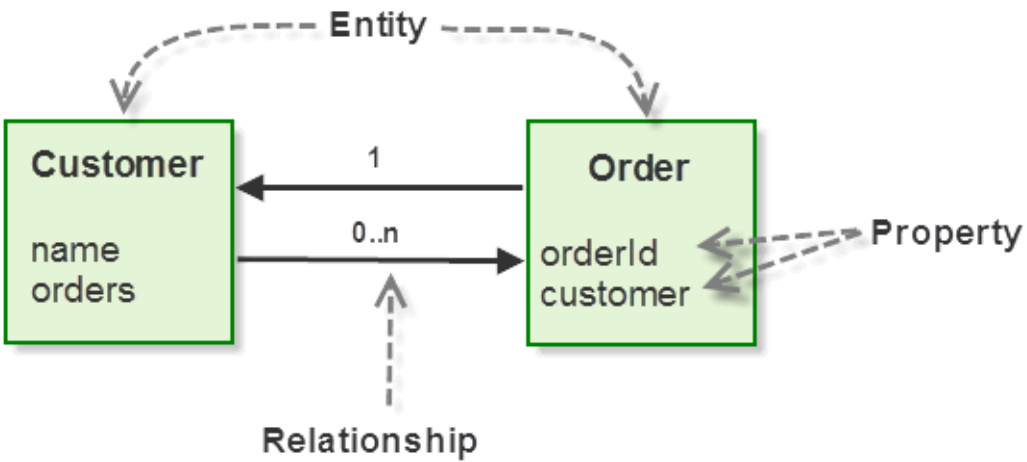 Entity
Customer
name
orders
1
0..n
Order
orderId
customer
Property
Relationship